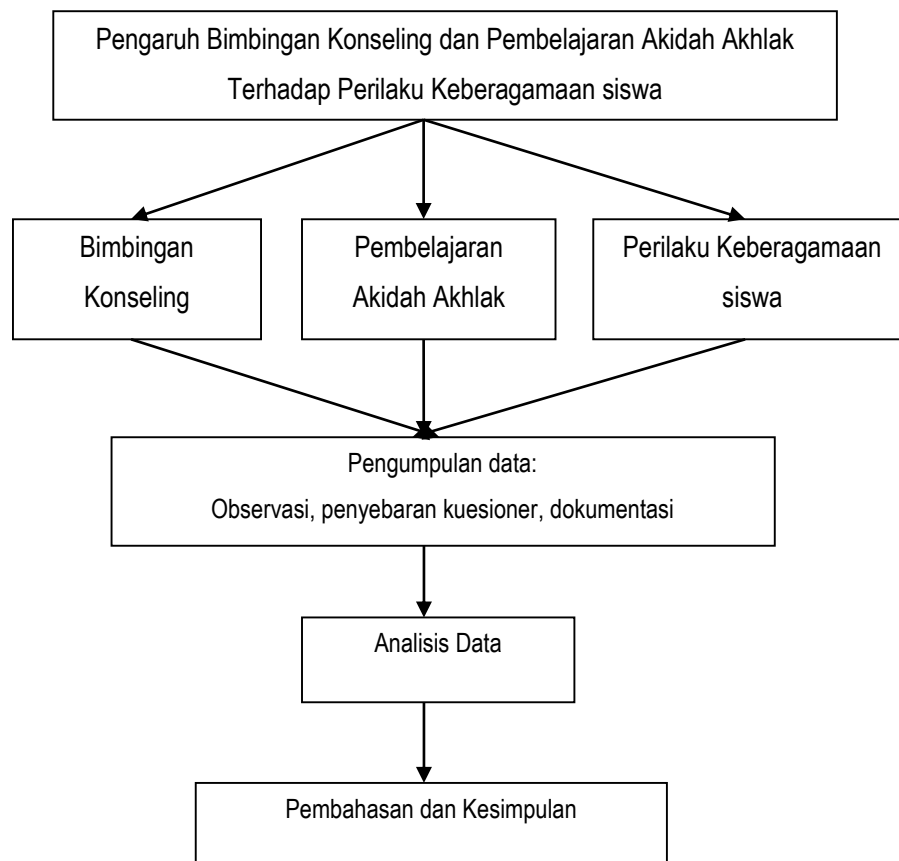 Pengaruh Bimbingan Konseling dan Pembelajaran Akidah Akhlak
Terhadap Perilaku Keberagamaan siswa
Bimbingan
Konseling
Pembelajaran
Akidah Akhlak
Perilaku Keberagamaan
siswa
Pengumpulan data:
Observasi, penyebaran kuesioner, dokumentasi
Analisis Data
Pembahasan dan Kesimpulan